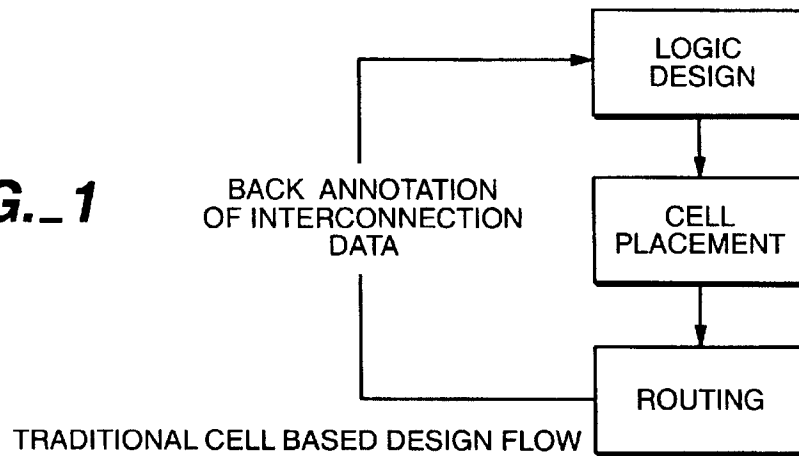 G._1
LOGIC
DESIGN
BACK ANNOTATION
OF INTERCONNECTION
DATA
CELL
PLACEMENT
ROUTING
TRADITIONAL CELL BASED DESIGN FLOW